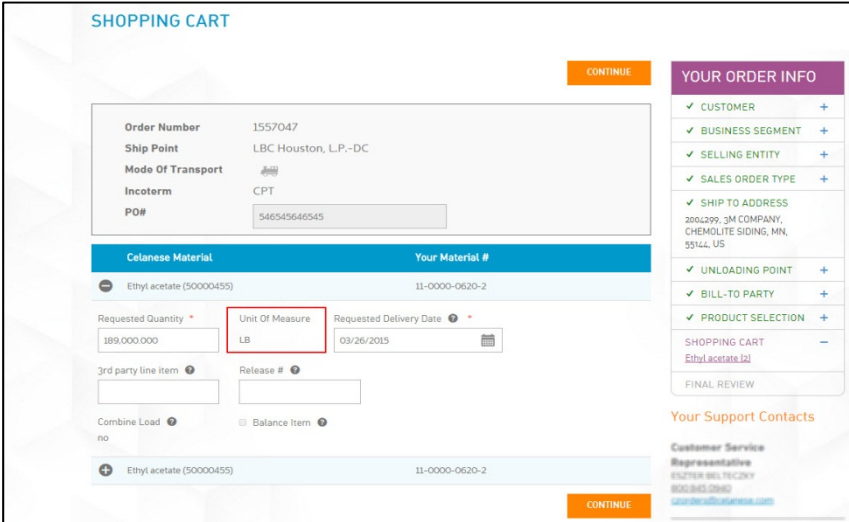 SHOPPING CART
CONTINUE
Order Number 1557047
Ship Point LBC Houston, L.P.-DC
Mode Of Transport
Incoterm CPT
PO# 546545646545
Celanese Material Your Material #
Ethyl acetate (50000455) 11-0000-0620-2
Requested Quantity * Unit Of Measure Requested Delivery Date ? *
189,000.000 LB 03/26/2015
3rd party line item ? Release # ?
Combine Load ? Balance Item ?
no
Ethyl acetate (50000455) 11-0000-0620-2
CONTINUE
YOUR ORDER INFO
CUSTOMER +
BUSINESS SEGMENT +
SELLING ENTITY +
SALES ORDER TYPE +
SHIP TO ADDRESS
2004299, 3M COMPANY,
CHEMOLITE SIDING, MN,
55144, US
UNLOADING POINT +
BILL-TO PARTY +
PRODUCT SELECTION +
SHOPPING CART −
Ethyl acetate (2)
FINAL REVIEW
Your Support Contacts
Customer Service
Representative